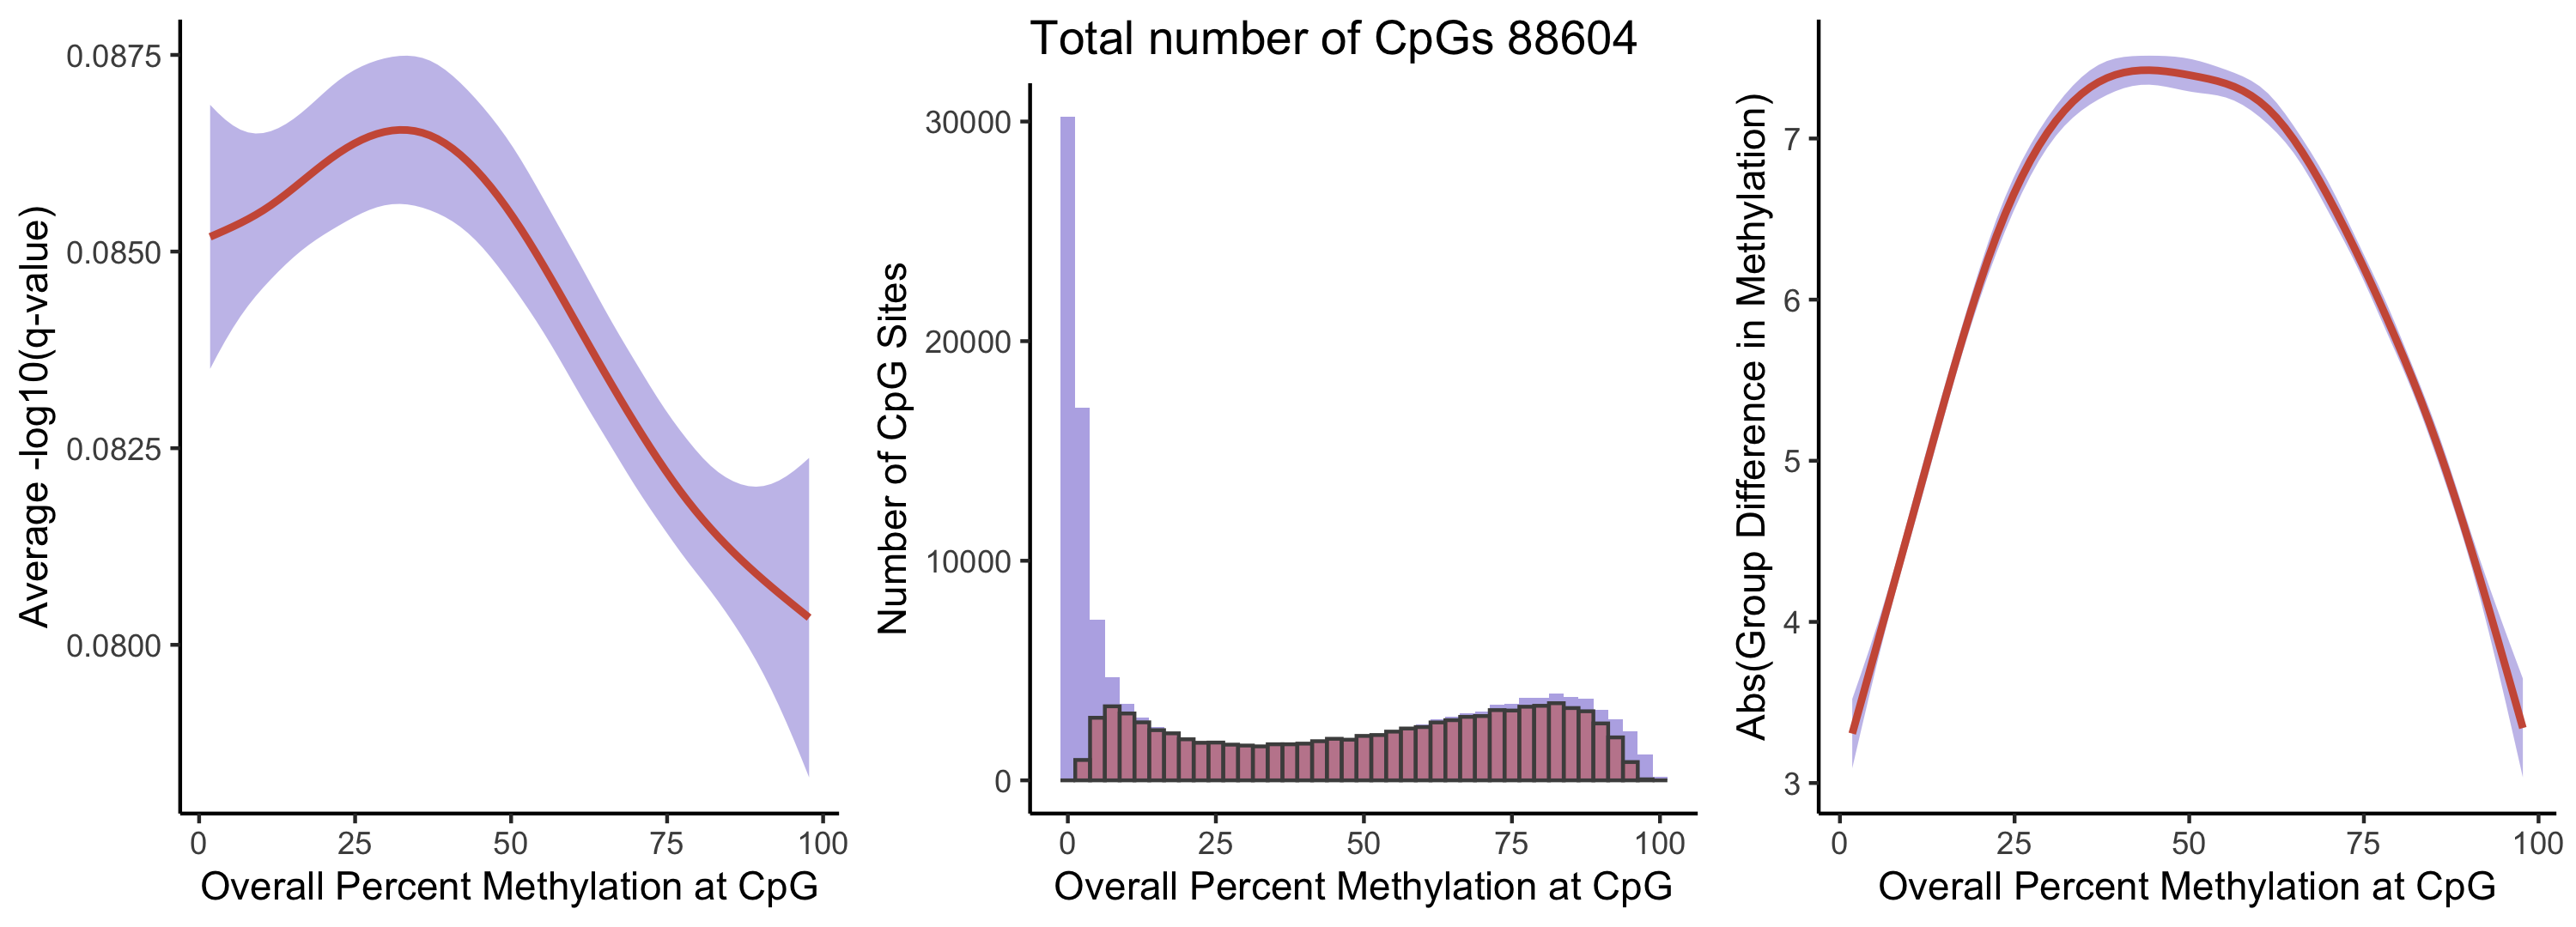 Average -log10(q-value)
0.0875
0.0850
0.0825
0.0800
0 25 50 75 100
Overall Percent Methylation at CpG
Total number of CpGs 88604
Number of CpG Sites
30000
20000
10000
0
0 25 50 75 100
Overall Percent Methylation at CpG
Abs(Group Difference in Methylation)
7
6
5
4
3
0 25 50 75 100
Overall Percent Methylation at CpG